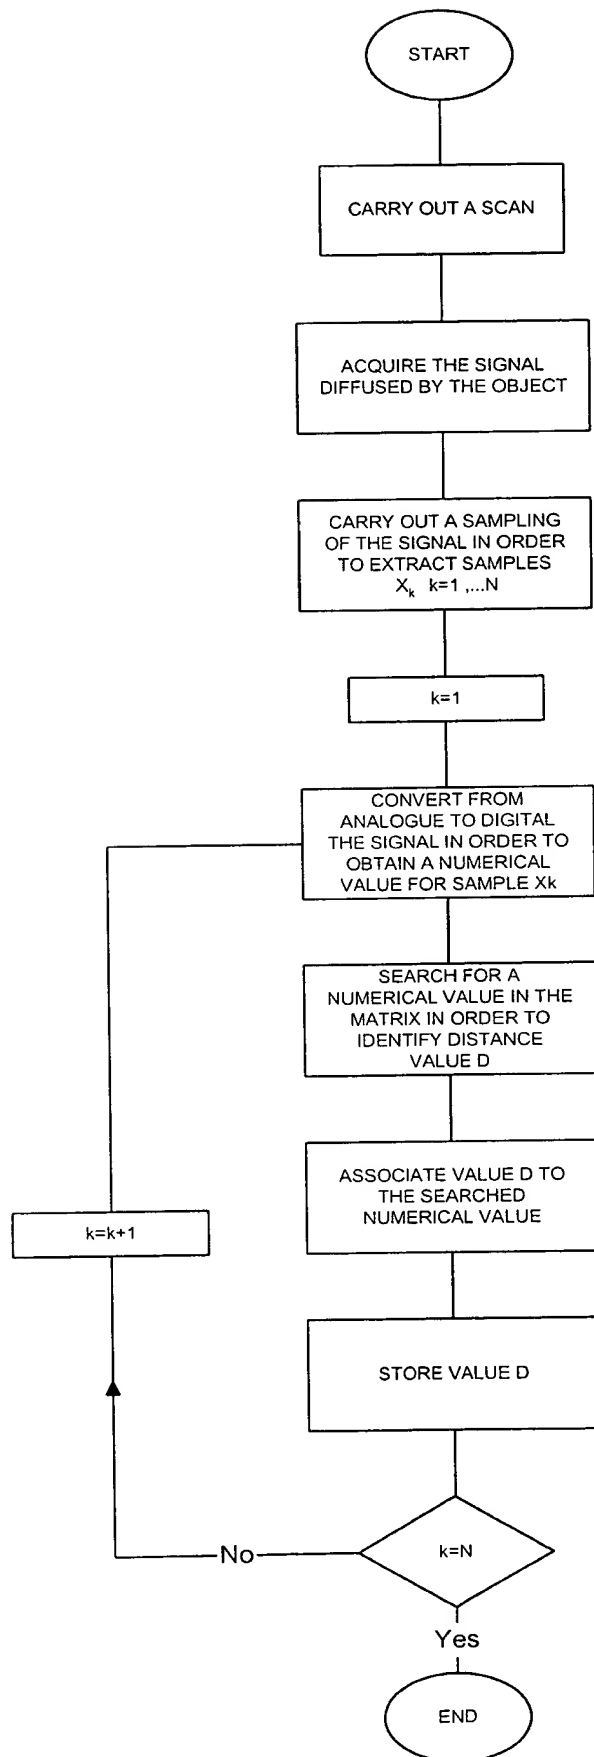 START
CARRY OUT A SCAN
ACQUIRE THE SIGNAL
DIFFUSED BY THE OBJECT
CARRY OUT A SAMPLING
OF THE SIGNAL IN ORDER
TO EXTRACT SAMPLES
Xk k=1 ,...N
k=1
CONVERT FROM
ANALOGUE TO DIGITAL
THE SIGNAL IN ORDER TO
OBTAIN A NUMERICAL
VALUE FOR SAMPLE Xk
SEARCH FOR A
NUMERICAL VALUE IN THE
MATRIX IN ORDER TO
IDENTIFY DISTANCE
VALUE D
ASSOCIATE VALUE D TO
THE SEARCHED
NUMERICAL VALUE
k=k+1
STORE VALUE D
k=N
No
Yes
END